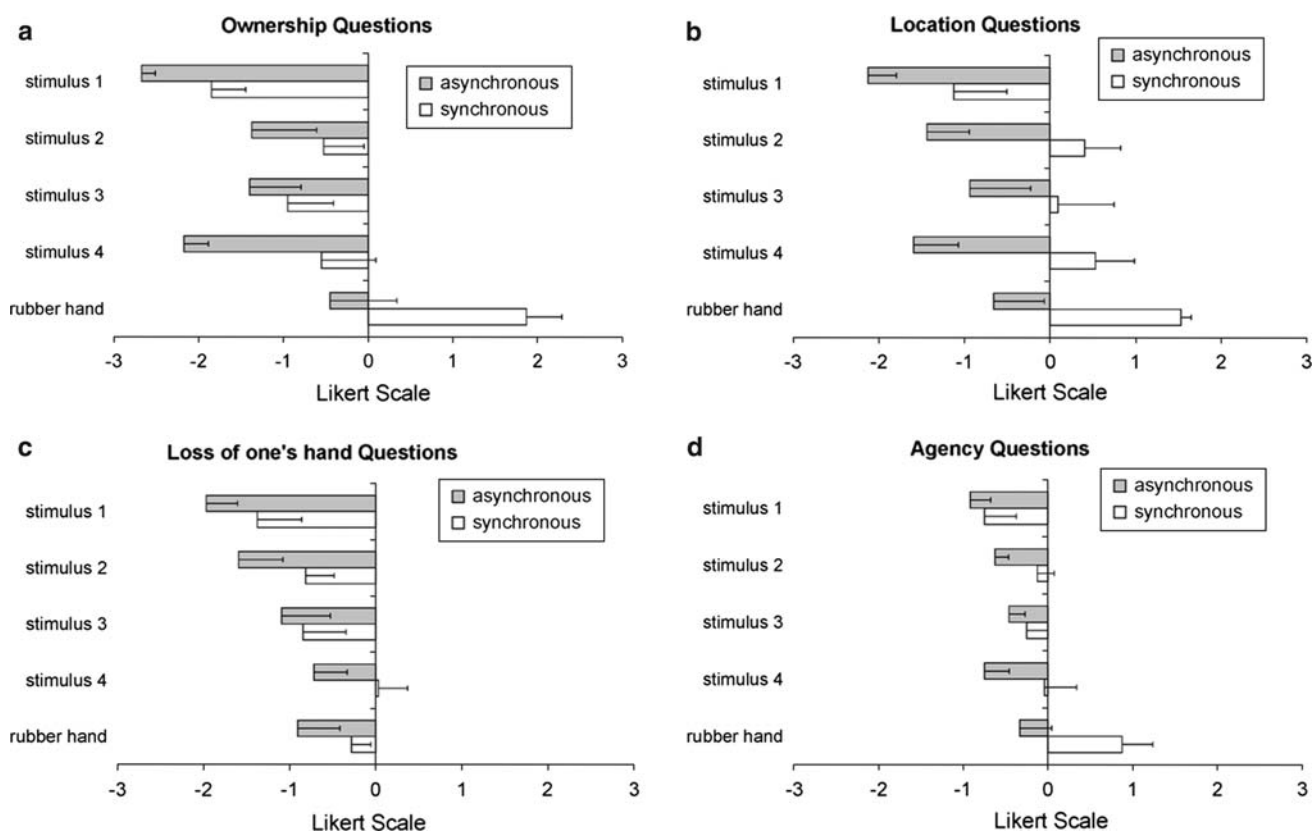 a
Ownership Questions
asynchronous
synchronous
stimulus 1
stimulus 2
stimulus 3
stimulus 4
rubber hand
-3 -2 -1 0 1 2 3
Likert Scale
b
Location Questions
asynchronous
synchronous
stimulus 1
stimulus 2
stimulus 3
stimulus 4
rubber hand
-3 -2 -1 0 1 2 3
Likert Scale
c
Loss of one's hand Questions
asynchronous
synchronous
stimulus 1
stimulus 2
stimulus 3
stimulus 4
rubber hand
-3 -2 -1 0 1 2 3
Likert Scale
d
Agency Questions
asynchronous
synchronous
stimulus 1
stimulus 2
stimulus 3
stimulus 4
rubber hand
-3 -2 -1 0 1 2 3
Likert Scale